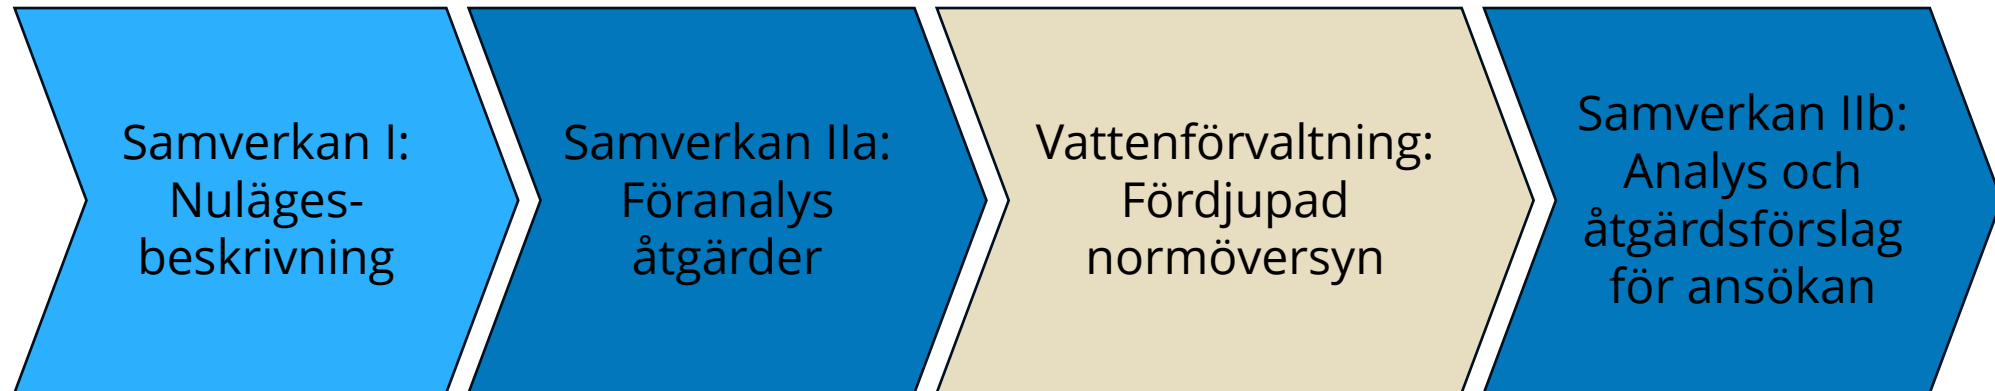 Samverkan I:
Nuläges-
beskrivning
Samverkan IIa:
Föranalys
åtgärder
Vattenförvaltning:
Fördjupad
normöversyn
Samverkan IIb:
Analys och
åtgärdsförslag
för ansökan